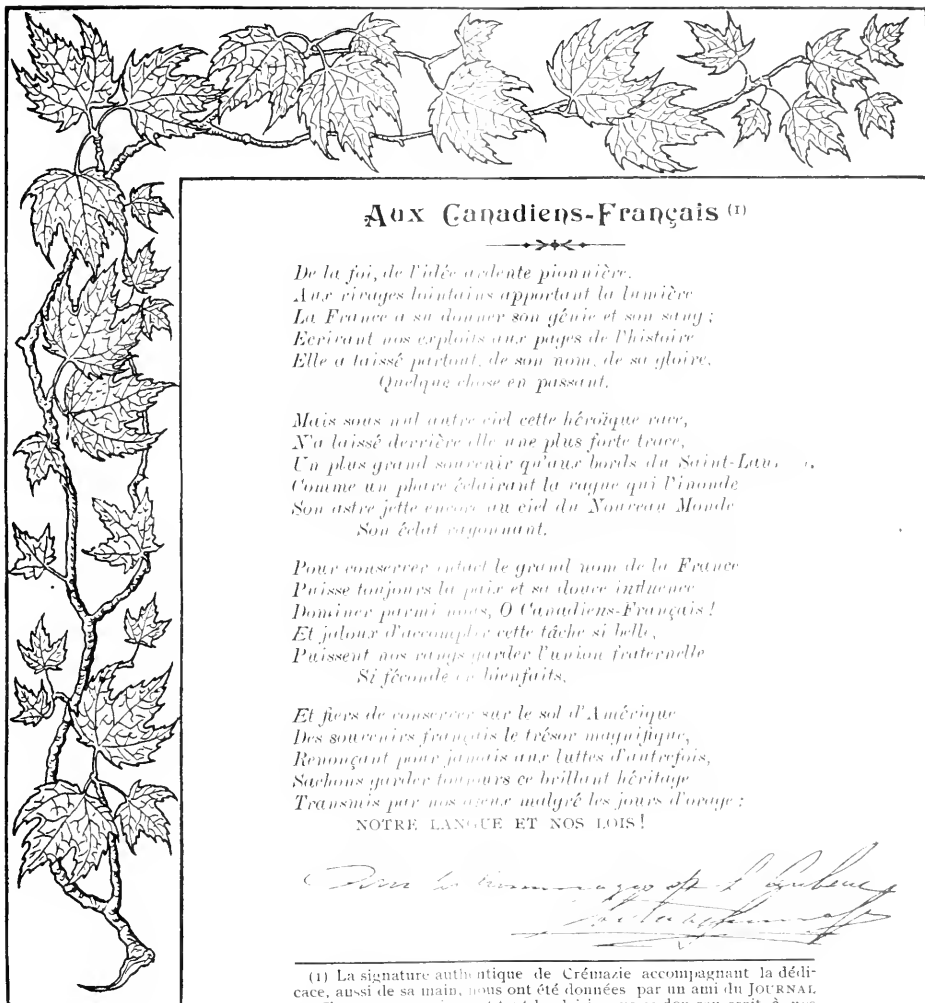 Aux Canadiens-Français (1)
De la foi, de l'idée ardente pionnière,
Aux rivages lointains apportant la lumière
La France a su donner son génie et son sang ;
Ecrivant nos exploits aux pages de l'histoire
Elle a laissé partout, de son nom, de sa gloire,
Quelque chose en passant.
Mais sous nul autre ciel cette héroïque race,
N'a laissé derrière elle une plus forte trace,
Un plus grand souvenir qu'aux bords du Saint-
Comme un phare éclairant la vague qui l'inonde
Son astre jette encore au ciel du Nouveau Monde
Son éclat rayonnant.
Pour conserver intact le grand nom de la France
Puisse toujours la paix et sa douce influence
Dominer parmi nous, O Canadiens-Français !
Et jaloux d'accomplir cette tâche si belle,
Puissent nos rangs garder l'union fraternelle
Si féconde en bienfaits,
Et fiers de conserver sur le sol d'Amérique
Des souvenirs français le trésor magnifique,
Renonçant pour jamais aux luttes d'autrefois,
Sachons garder toujours ce brillant héritage
Transmis par nos aïeux malgré les jours d'orage ;
NOTRE LANGUE ET NOS LOIS !
hommages
(1) La signature authentique de Crémazie accompagnant la dédi-
cace, aussi de sa main, nous ont été données par un ami du JOURNAL